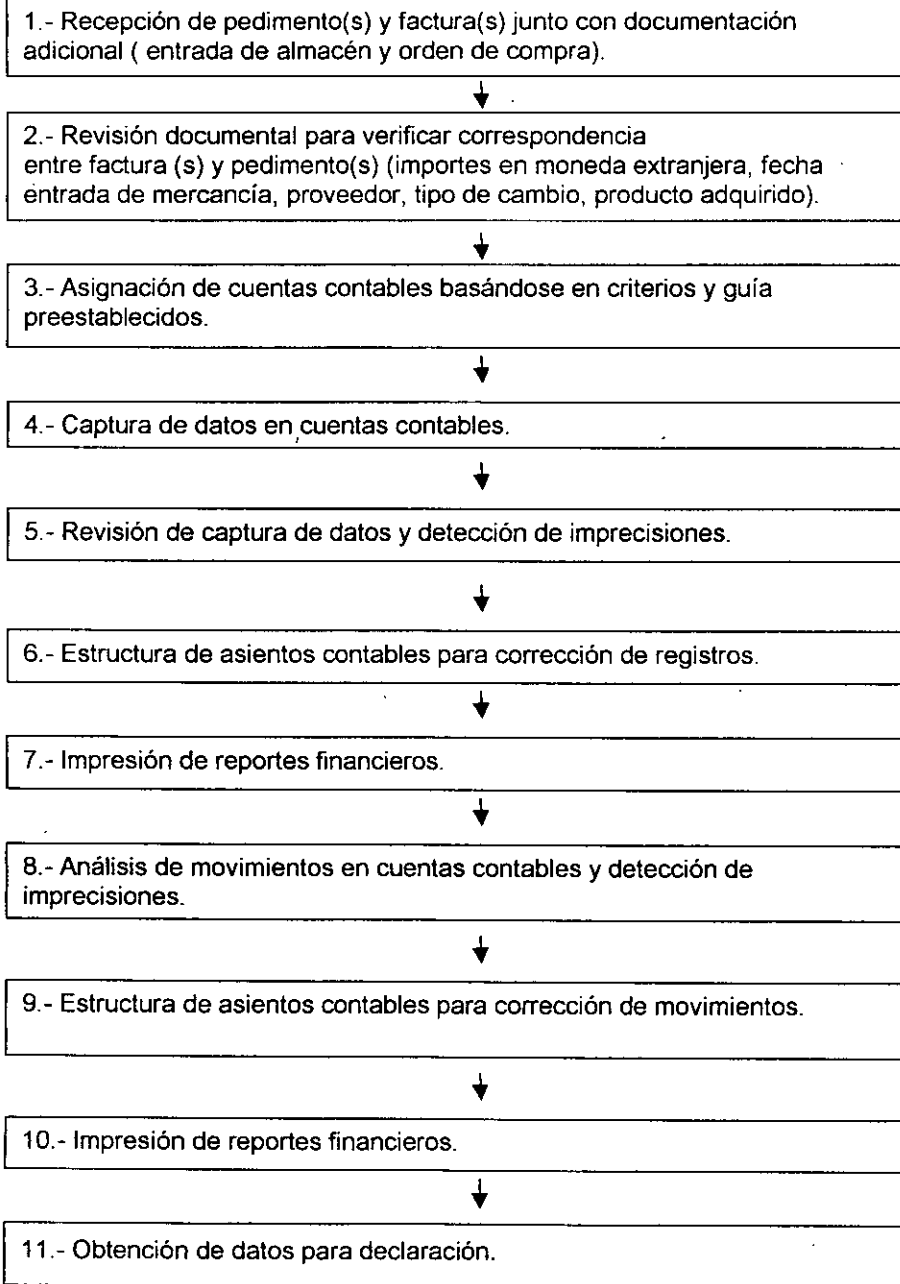 1.- Recepción de pedimento(s) y factura(s) junto con documentación
adicional ( entrada de almacén y orden de compra).
2.- Revisión documental para verificar correspondencia
entre factura (s) y pedimento(s) (importes en moneda extranjera, fecha
entrada de mercancía, proveedor, tipo de cambio, producto adquirido).
3.- Asignación de cuentas contables basándose en criterios y guía
preestablecidos.
4.- Captura de datos en cuentas contables.
5.- Revisión de captura de datos y detección de imprecisiones.
6.- Estructura de asientos contables para corrección de registros.
7.- Impresión de reportes financieros.
8.- Análisis de movimientos en cuentas contables y detección de
imprecisiones.
9.- Estructura de asientos contables para corrección de movimientos.
10.- Impresión de reportes financieros.
11.- Obtención de datos para declaración.